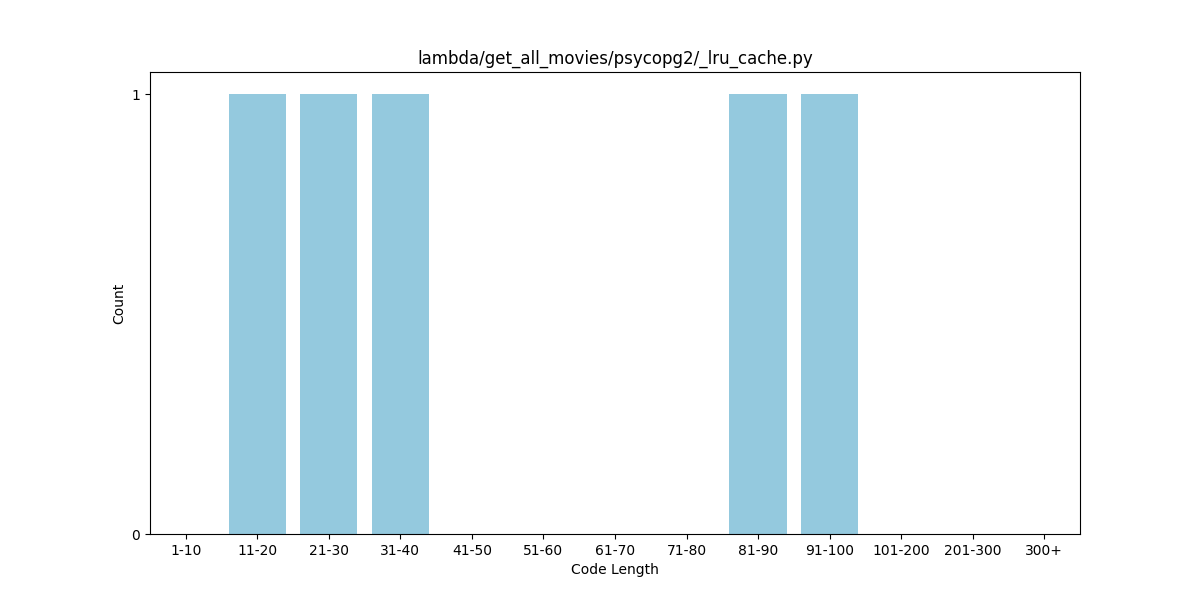 lambda/get_all_movies/psycopg2/_lru_cache.py
1
0
Count
1-10 11-20 21-30 31-40 41-50 51-60 61-70 71-80 81-90 91-100 101-200 201-300 300+
Code Length